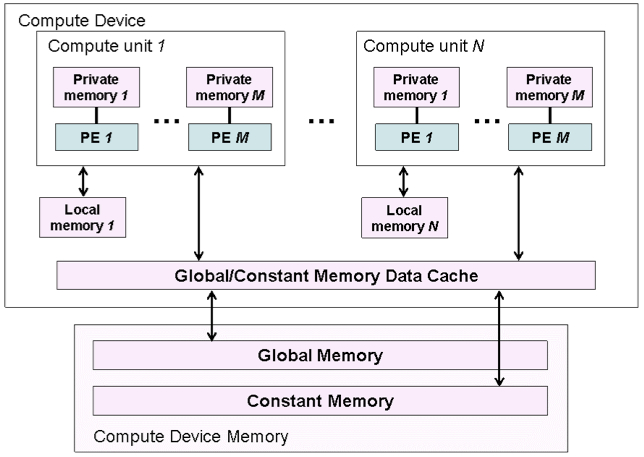 Compute Device
Compute unit 1
Compute unit N
Private
memory 1
Private
memory M
Private
memory 1
Private
memory M
PE 1
PE M
PE 1
PE M
Local
memory 1
Local
memory N
Global/Constant Memory Data Cache
Global Memory
Constant Memory
Compute Device Memory